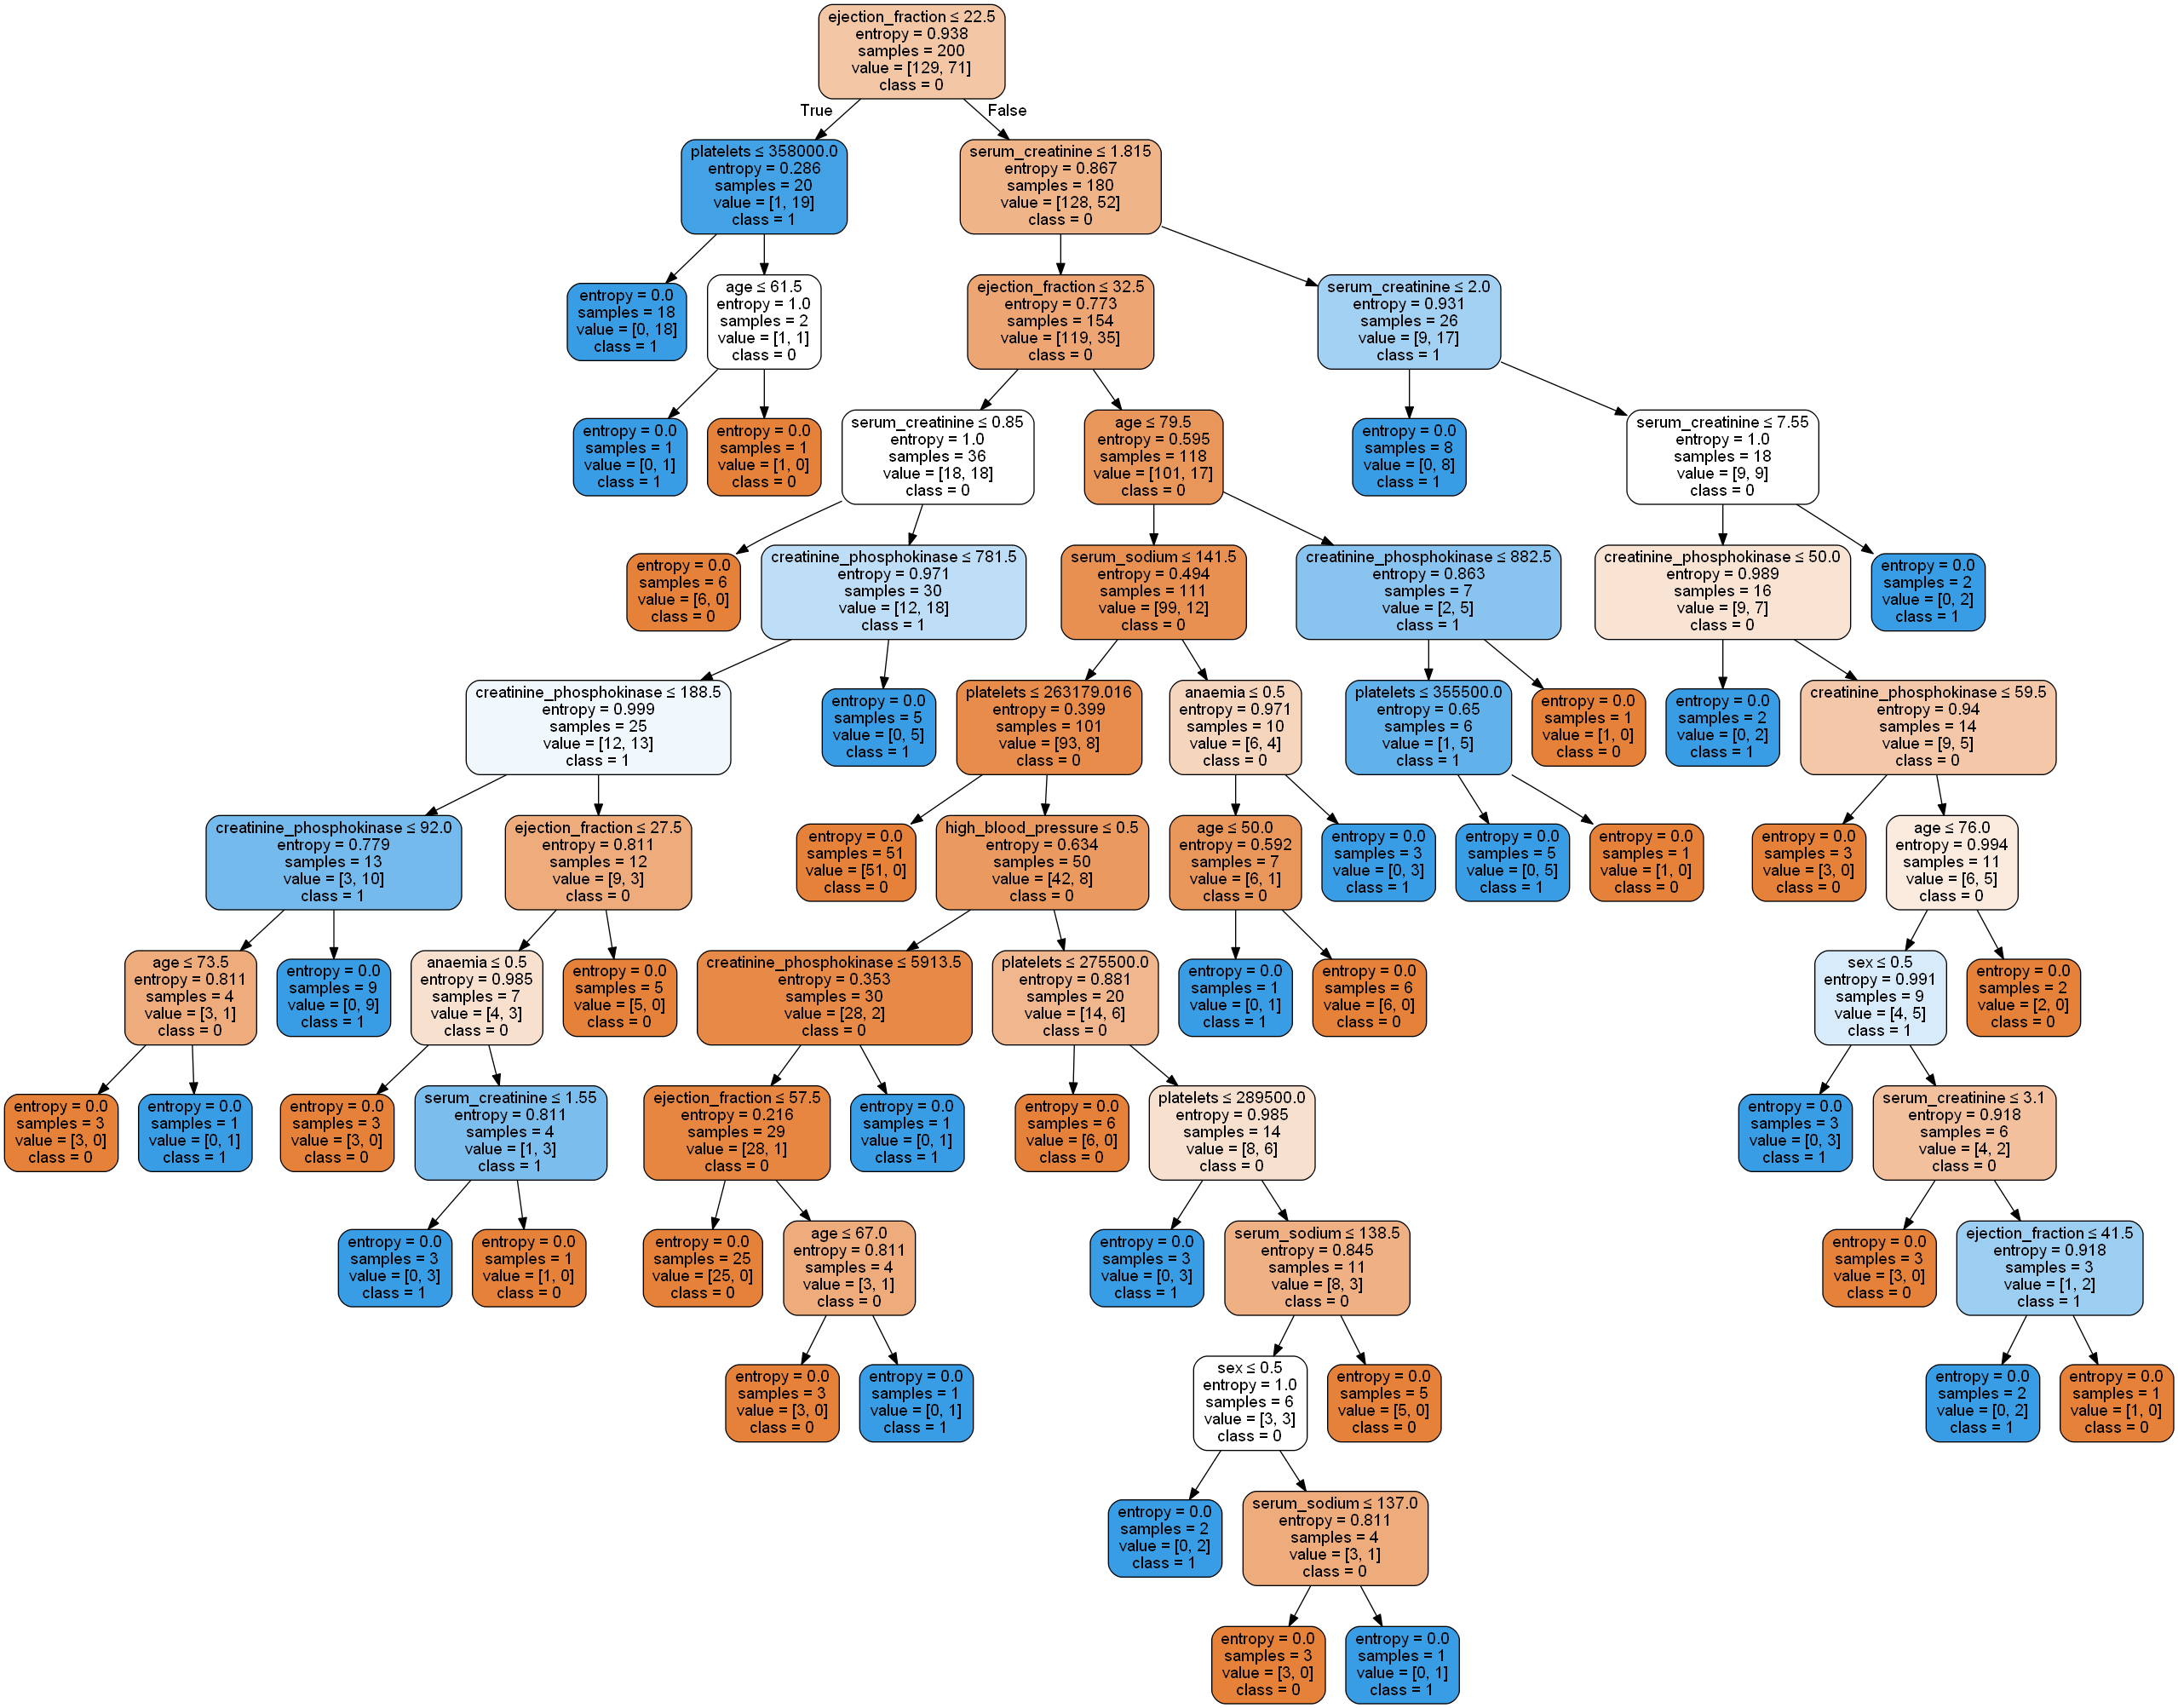 ejection_fraction ≤ 22.5
entropy = 0.938
samples = 200
value = [129, 71]
class = 0
True
False
platelets ≤ 358000.0
entropy = 0.286
samples = 20
value = [1, 19]
class = 1
serum_creatinine ≤ 1.815
entropy = 0.867
samples = 180
value = [128, 52]
class = 0
entropy = 0.0
samples = 18
value = [0, 18]
class = 1
age ≤ 61.5
entropy = 1.0
samples = 2
value = [1, 1]
class = 0
ejection_fraction ≤ 32.5
entropy = 0.773
samples = 154
value = [119, 35]
class = 0
serum_creatinine ≤ 2.0
entropy = 0.931
samples = 26
value = [9, 17]
class = 1
entropy = 0.0
samples = 1
value = [0, 1]
class = 1
entropy = 0.0
samples = 1
value = [1, 0]
class = 0
serum_creatinine ≤ 0.85
entropy = 1.0
samples = 36
value = [18, 18]
class = 0
age ≤ 79.5
entropy = 0.595
samples = 118
value = [101, 17]
class = 0
entropy = 0.0
samples = 8
value = [0, 8]
class = 1
serum_creatinine ≤ 7.55
entropy = 1.0
samples = 18
value = [9, 9]
class = 0
entropy = 0.0
samples = 6
value = [6, 0]
class = 0
creatinine_phosphokinase ≤ 781.5
entropy = 0.971
samples = 30
value = [12, 18]
class = 1
serum_sodium ≤ 141.5
entropy = 0.494
samples = 111
value = [99, 12]
class = 0
creatinine_phosphokinase ≤ 882.5
entropy = 0.863
samples = 7
value = [2, 5]
class = 1
creatinine_phosphokinase ≤ 50.0
entropy = 0.989
samples = 16
value = [9, 7]
class = 0
entropy = 0.0
samples = 2
value = [0, 2]
class = 1
creatinine_phosphokinase ≤ 188.5
entropy = 0.999
samples = 25
value = [12, 13]
class = 1
entropy = 0.0
samples = 5
value = [0, 5]
class = 1
platelets ≤ 263179.016
entropy = 0.399
samples = 101
value = [93, 8]
class = 0
anaemia ≤ 0.5
entropy = 0.971
samples = 10
value = [6, 4]
class = 0
platelets ≤ 355500.0
entropy = 0.65
samples = 6
value = [1, 5]
class = 1
entropy = 0.0
samples = 1
value = [1, 0]
class = 0
entropy = 0.0
samples = 2
value = [0, 2]
class = 1
creatinine_phosphokinase ≤ 59.5
entropy = 0.94
samples = 14
value = [9, 5]
class = 0
creatinine_phosphokinase ≤ 92.0
entropy = 0.779
samples = 13
value = [3, 10]
class = 1
ejection_fraction ≤ 27.5
entropy = 0.811
samples = 12
value = [9, 3]
class = 0
entropy = 0.0
samples = 51
value = [51, 0]
class = 0
high_blood_pressure ≤ 0.5
entropy = 0.634
samples = 50
value = [42, 8]
class = 0
age ≤ 50.0
entropy = 0.592
samples = 7
value = [6, 1]
class = 0
entropy = 0.0
samples = 3
value = [0, 3]
class = 1
entropy = 0.0
samples = 5
value = [0, 5]
class = 1
entropy = 0.0
samples = 1
value = [1, 0]
class = 0
entropy = 0.0
samples = 3
value = [3, 0]
class = 0
age ≤ 76.0
entropy = 0.994
samples = 11
value = [6, 5]
class = 0
age ≤ 73.5
entropy = 0.811
samples = 4
value = [3, 1]
class = 0
entropy = 0.0
samples = 9
value = [0, 9]
class = 1
anaemia ≤ 0.5
entropy = 0.985
samples = 7
value = [4, 3]
class = 0
entropy = 0.0
samples = 5
value = [5, 0]
class = 0
creatinine_phosphokinase ≤ 5913.5
entropy = 0.353
samples = 30
value = [28, 2]
class = 0
platelets ≤ 275500.0
entropy = 0.881
samples = 20
value = [14, 6]
class = 0
entropy = 0.0
samples = 1
value = [0, 1]
class = 1
entropy = 0.0
samples = 6
value = [6, 0]
class = 0
sex ≤ 0.5
entropy = 0.991
samples = 9
value = [4, 5]
class = 1
entropy = 0.0
samples = 2
value = [2, 0]
class = 0
entropy = 0.0
samples = 3
value = [3, 0]
class = 0
entropy = 0.0
samples = 1
value = [0, 1]
class = 1
entropy = 0.0
samples = 3
value = [3, 0]
class = 0
serum_creatinine ≤ 1.55
entropy = 0.811
samples = 4
value = [1, 3]
class = 1
ejection_fraction ≤ 57.5
entropy = 0.216
samples = 29
value = [28, 1]
class = 0
entropy = 0.0
samples = 1
value = [0, 1]
class = 1
entropy = 0.0
samples = 6
value = [6, 0]
class = 0
platelets ≤ 289500.0
entropy = 0.985
samples = 14
value = [8, 6]
class = 0
entropy = 0.0
samples = 3
value = [0, 3]
class = 1
serum_creatinine ≤ 3.1
entropy = 0.918
samples = 6
value = [4, 2]
class = 0
entropy = 0.0
samples = 3
value = [0, 3]
class = 1
entropy = 0.0
samples = 1
value = [1, 0]
class = 0
entropy = 0.0
samples = 25
value = [25, 0]
class = 0
age ≤ 67.0
entropy = 0.811
samples = 4
value = [3, 1]
class = 0
entropy = 0.0
samples = 3
value = [0, 3]
class = 1
serum_sodium ≤ 138.5
entropy = 0.845
samples = 11
value = [8, 3]
class = 0
entropy = 0.0
samples = 3
value = [3, 0]
class = 0
ejection_fraction ≤ 41.5
entropy = 0.918
samples = 3
value = [1, 2]
class = 1
entropy = 0.0
samples = 3
value = [3, 0]
class = 0
entropy = 0.0
samples = 1
value = [0, 1]
class = 1
sex ≤ 0.5
entropy = 1.0
samples = 6
value = [3, 3]
class = 0
entropy = 0.0
samples = 5
value = [5, 0]
class = 0
entropy = 0.0
samples = 2
value = [0, 2]
class = 1
entropy = 0.0
samples = 1
value = [1, 0]
class = 0
entropy = 0.0
samples = 2
value = [0, 2]
class = 1
serum_sodium ≤ 137.0
entropy = 0.811
samples = 4
value = [3, 1]
class = 0
entropy = 0.0
samples = 3
value = [3, 0]
class = 0
entropy = 0.0
samples = 1
value = [0, 1]
class = 1